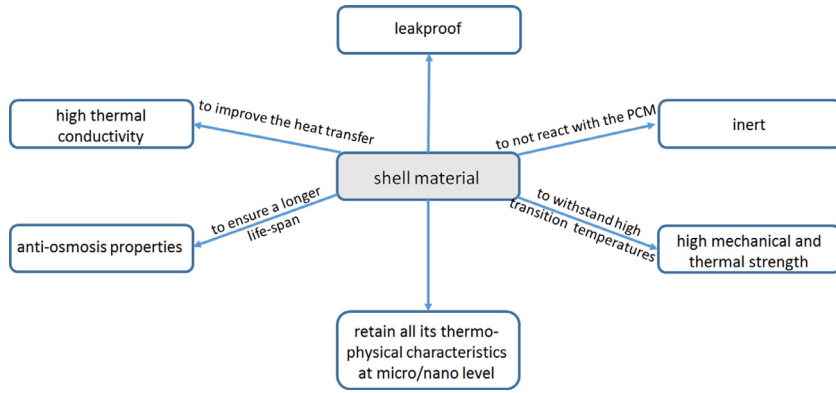 leakproof
high thermal
conductivity
to improve the heat transfer
to not react with the PCM
inert
shell material
anti-osmosis properties
to ensure a longer
life-span
to withstand high
transition temperatures
high mechanical and
thermal strength
retain all its thermo-
physical characteristics
at micro/nano level